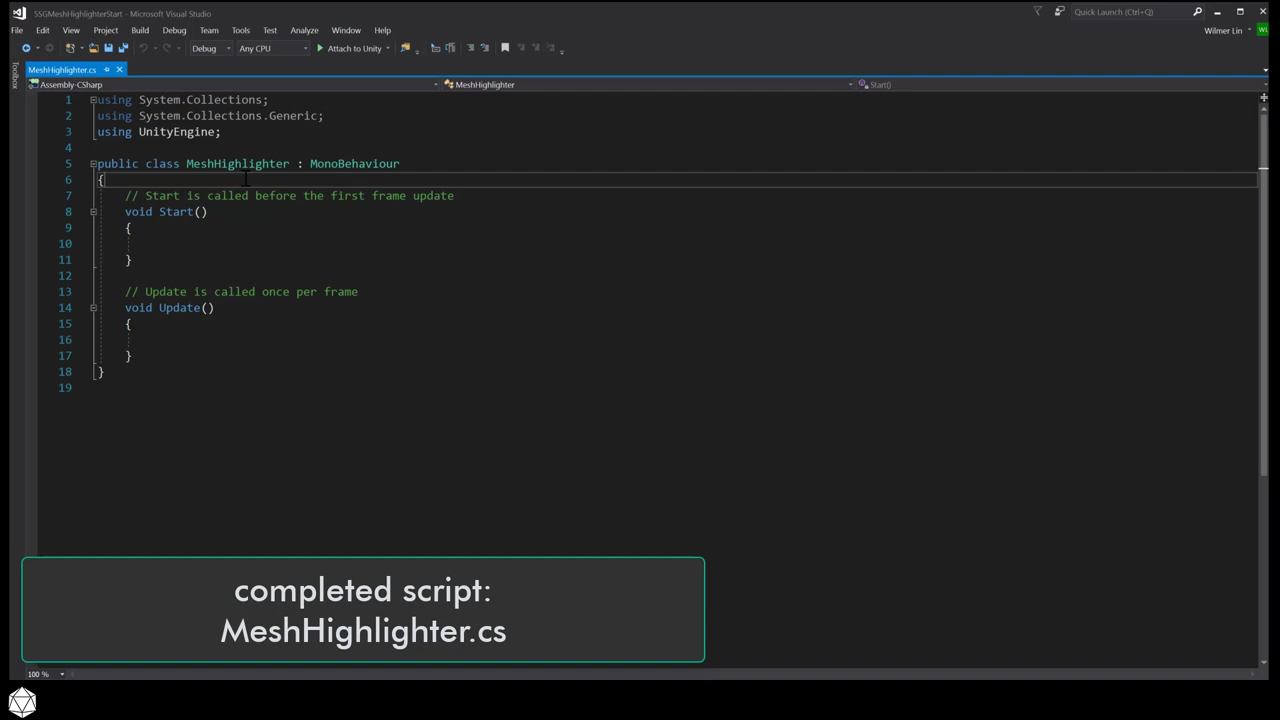 SSGMeshHighlighterStart - Microsoft Visual Studio
Quick Launch (Ctrl+Q)
File Edit View Project Build Debug Team Tools Test Analyze Window Help
Wilmer Lin WL
Debug Any CPU Attach to Unity
Toolbox
MeshHighlighter.cs
Assembly-CSharp MeshHighlighter Start()
1 using System.Collections;
2 using System.Collections.Generic;
3 using UnityEngine;
4
5 public class MeshHighlighter : MonoBehaviour
6 {
7 // Start is called before the first frame update
8 void Start()
9 {
10
11 }
12
13 // Update is called once per frame
14 void Update()
15 {
16
17 }
18 }
19
completed script:
MeshHighlighter.cs
100 %